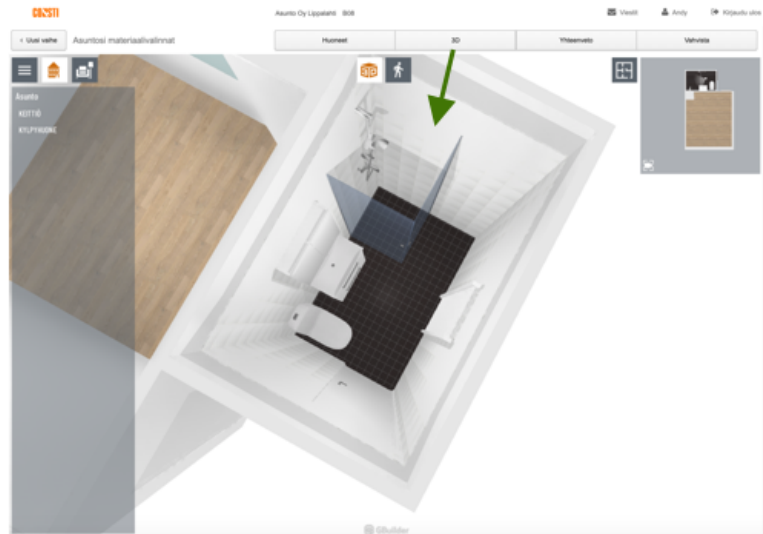 Asunto Oy Lippalahti B08
Viestit
Andy
Kirjaudu ulos
< Uusi vaihe
Asuntosi materiaalivalinnat
Huoneet
3D
Yhteenveto
Vahvista
Asunto
KEITTIÖ
KYLPYHUONE
GBuilder